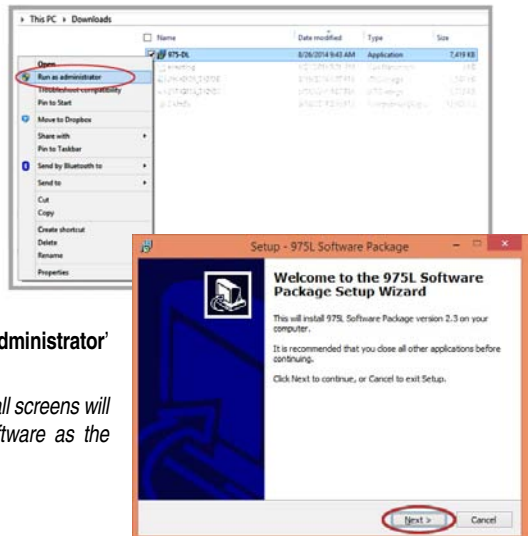 This PC › Downloads
Name Date modified Type Size
975-DL 8/26/2014 9:43 AM Application 7,419 KB
Open
Run as administrator
Troubleshoot compatibility
Pin to Start
Move to Dropbox
Share with
Pin to Taskbar
Send by Bluetooth to
Send to
Cut
Copy
Create shortcut
Delete
Rename
Properties
dministrator'
all screens will
ftware as the
Setup - 975L Software Package
Welcome to the 975L Software
Package Setup Wizard
This will install 975L Software Package version 2.3 on your
computer.
It is recommended that you close all other applications before
continuing.
Click Next to continue, or Cancel to exit Setup.
Next > Cancel